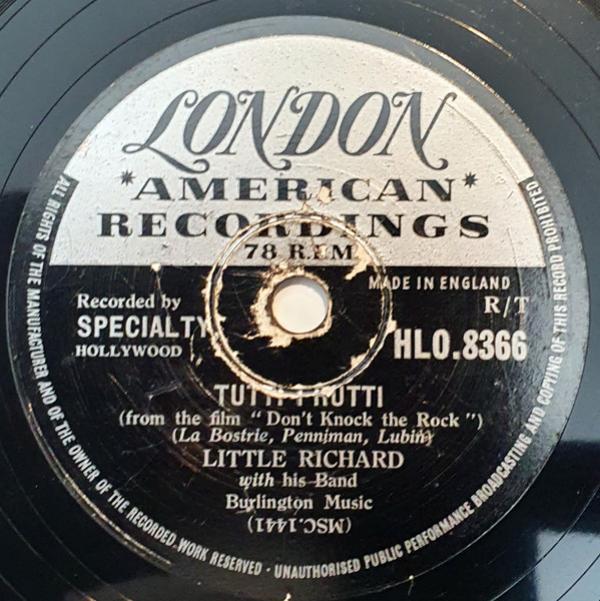 LONDON
*AMERICAN*
RECORDINGS
78 R.P.M
MADE IN ENGLAND
Recorded by
SPECIALTY
HOLLYWOOD
R/T
HLO.8366
TUTTI FRUTTI
(from the film "Don't Knock the Rock")
(La Bostrie, Penniman, Lubin)
LITTLE RICHARD
with his Band
Burlington Music
(MSC.1441)
ALL RIGHTS OF THE MANUFACTURER AND OF THE OWNER OF THE RECORDED WORK RESERVED · UNAUTHORISED PUBLIC PERFORMANCE BROADCASTING AND COPYING OF THIS RECORD PROHIBITED